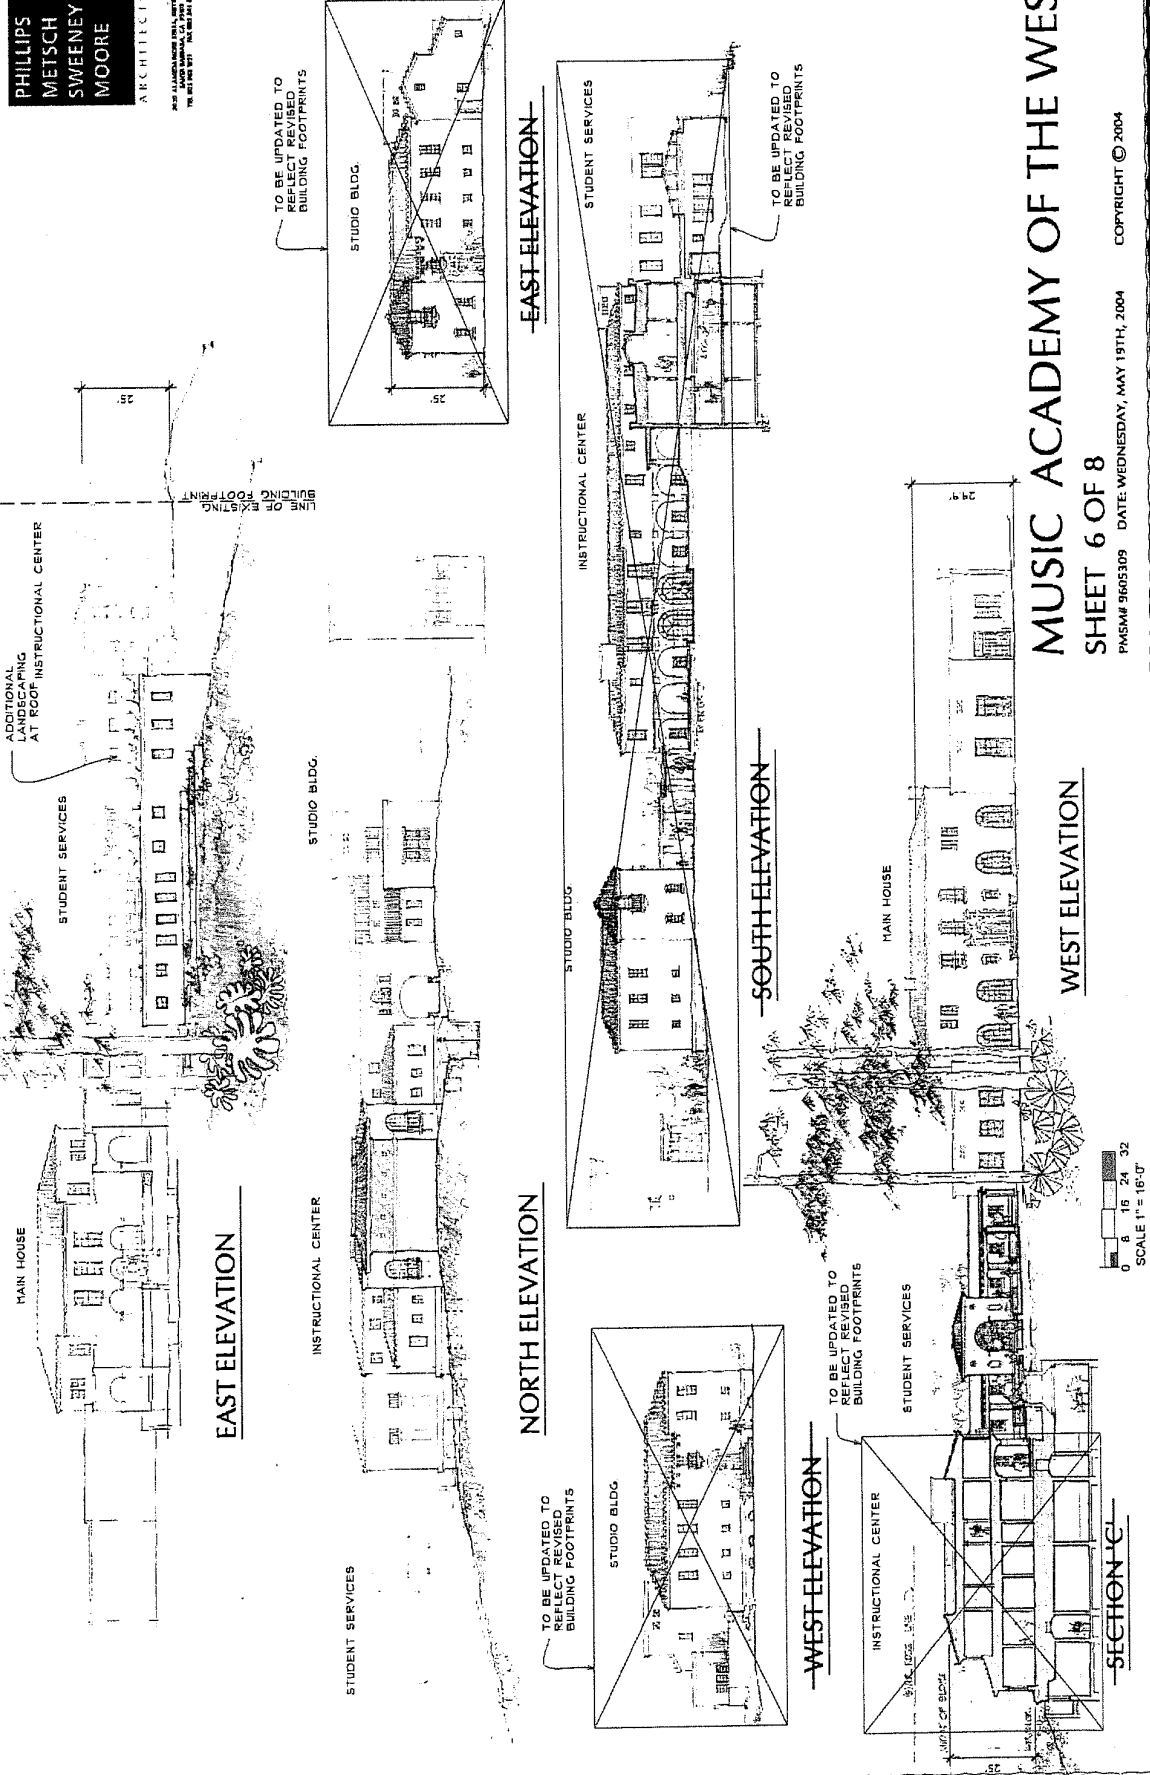 PHILLIPS
METSCH
SWEENEY
MOORE
ARCHITECT
ADDITIONAL
LANDSCAPING
AT ROOF
INSTRUCTIONAL CENTER
STUDENT SERVICES
MAIN HOUSE
25'
LINE OF EXISTING
BUILDING FOOTPRINT
EAST ELEVATION
TO BE UPDATED TO
REFLECT REVISED
BUILDING FOOTPRINTS
STUDIO BLDG.
25'
EAST ELEVATION
STUDENT SERVICES
INSTRUCTIONAL CENTER
STUDIO BLDG.
NORTH ELEVATION
STUDIO BLDG.
INSTRUCTIONAL CENTER
STUDENT SERVICES
TO BE UPDATED TO
REFLECT REVISED
BUILDING FOOTPRINTS
SOUTH ELEVATION
TO BE UPDATED TO
REFLECT REVISED
BUILDING FOOTPRINTS
STUDIO BLDG.
WEST ELEVATION
TO BE UPDATED TO
REFLECT REVISED
BUILDING FOOTPRINTS
INSTRUCTIONAL CENTER
STUDENT SERVICES
25'
SECTION 'C'
MAIN HOUSE
WEST ELEVATION
0 8 16 24 32
SCALE 1" = 16'-0"
MUSIC ACADEMY OF THE WES
SHEET 6 OF 8
PMSM# 9605309 DATE: WEDNESDAY, MAY 19TH, 2004 COPYRIGHT © 2004